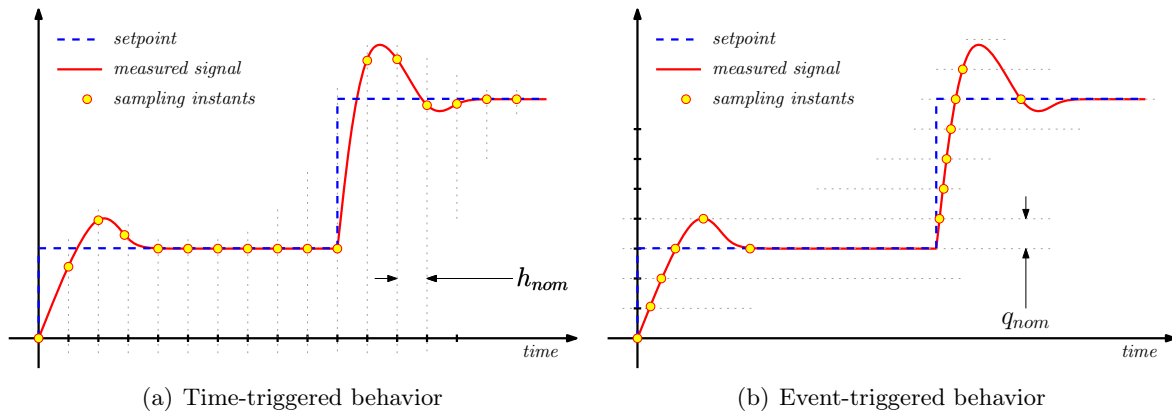 setpoint
measured signal
sampling instants
h_nom
time
(a) Time-triggered behavior
setpoint
measured signal
sampling instants
q_nom
time
(b) Event-triggered behavior